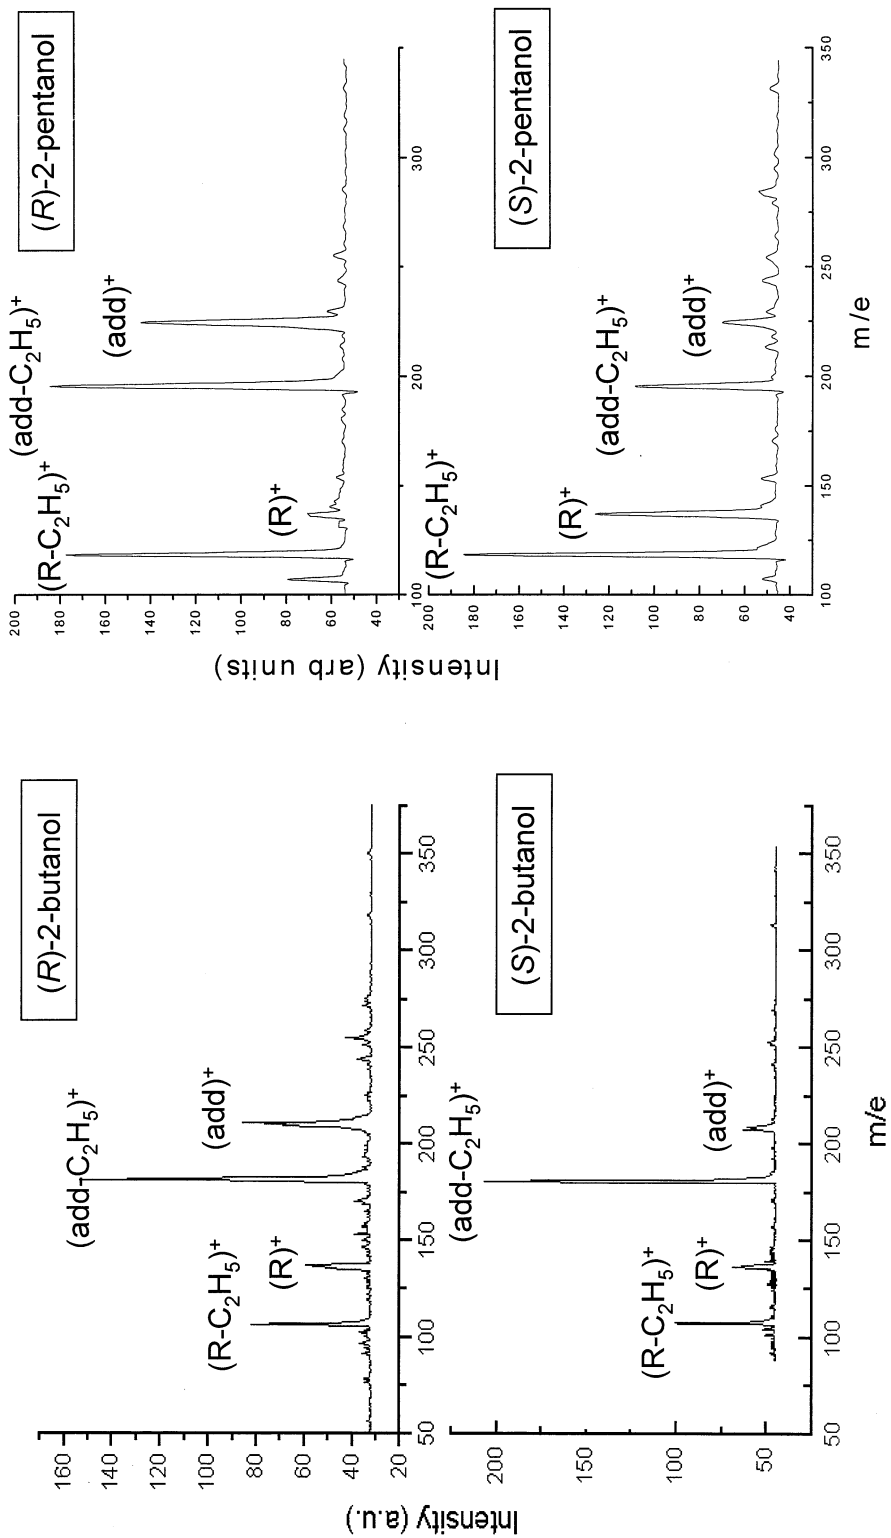 (R)-2-butanol
(add-C2H5)+
(add)+
(R-C2H5)+
(R)+
160
140
120
100
80
60
40
20
50
100
150
200
250
300
350
(S)-2-butanol
(add-C2H5)+
(add)+
(R-C2H5)+
(R)+
200
150
100
50
50
100
150
200
250
300
350
Intensity (a.u.)
m/e
(R)-2-pentanol
(add-C2H5)+
(add)+
(R-C2H5)+
(R)+
200
180
160
140
120
100
80
60
40
100
200
300
(S)-2-pentanol
(R-C2H5)+
(R)+
(add-C2H5)+
(add)+
200
180
160
140
120
100
80
60
40
100
150
200
250
300
350
Intensity (arb units)
m/e